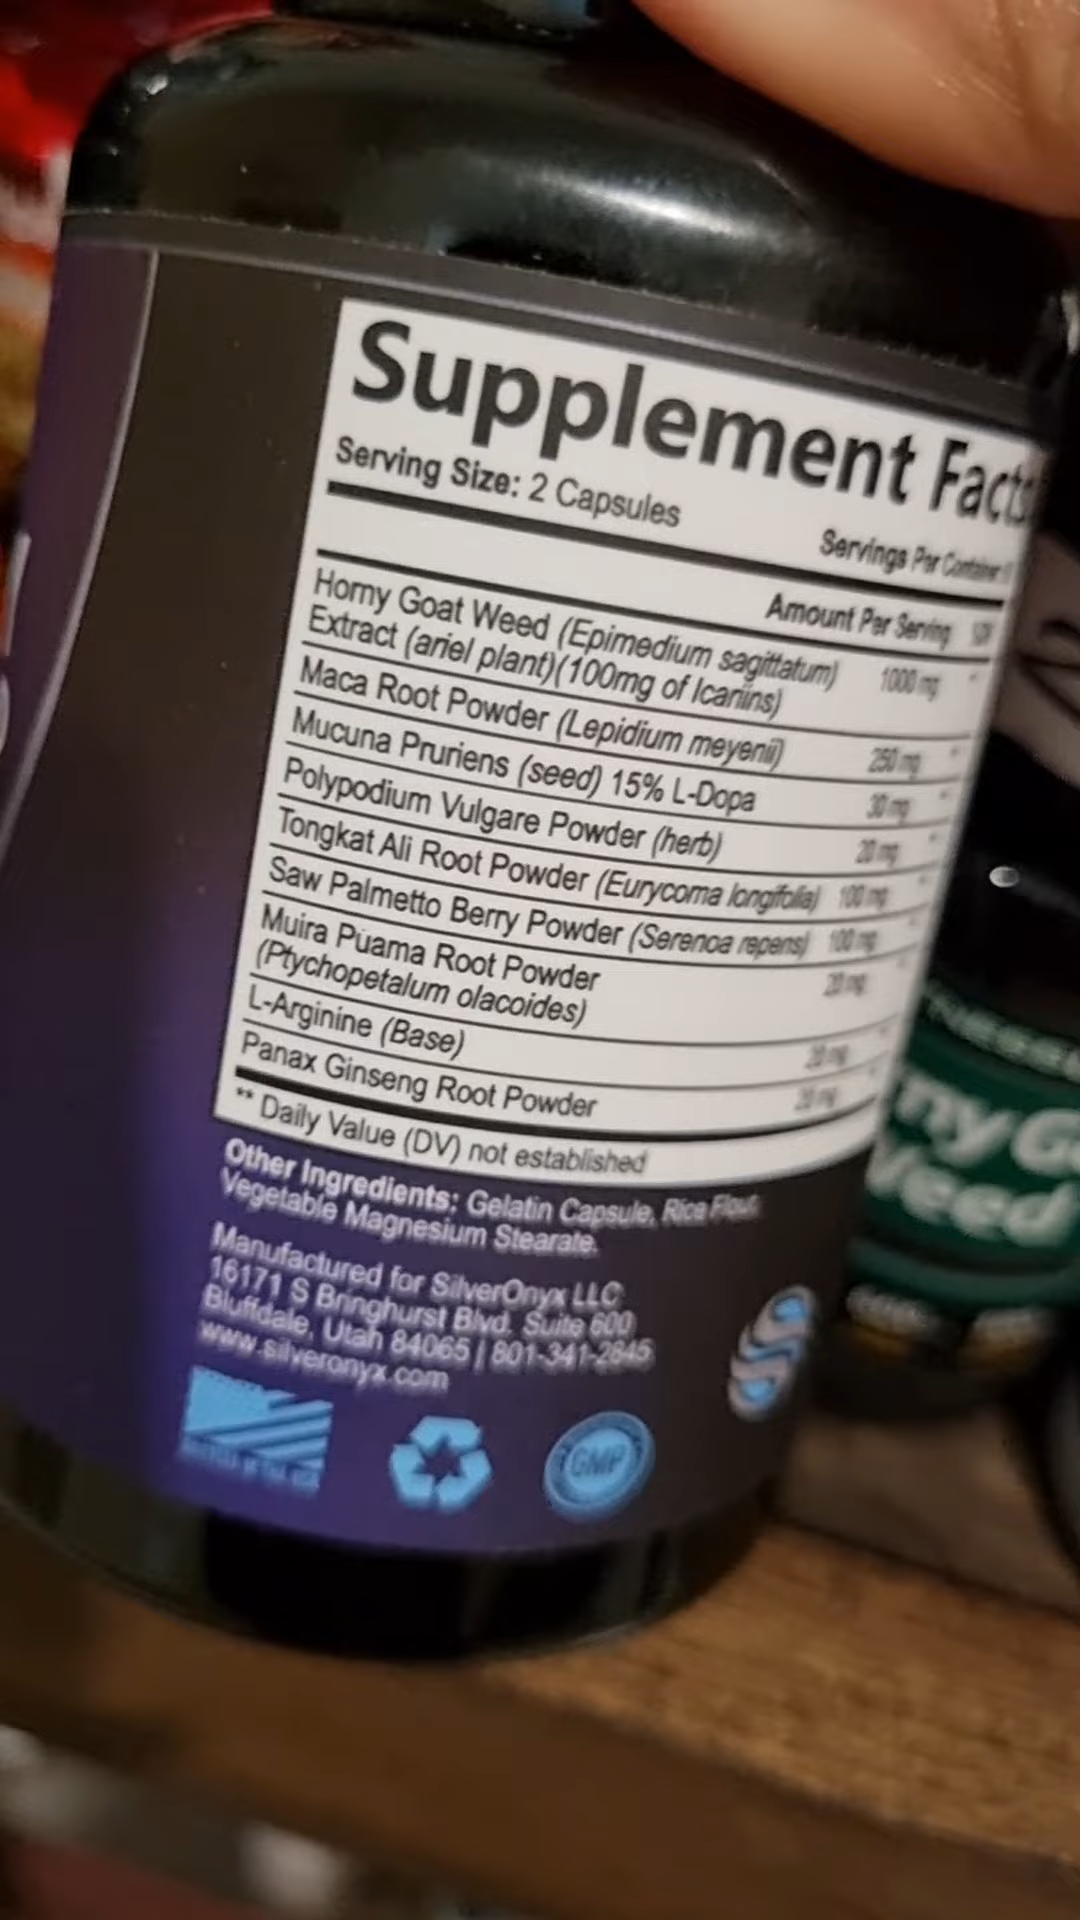 Supplement Facts
Serving Size: 2 Capsules
Servings Per Container
Amount Per Serving
Horny Goat Weed (Epimedium sagittatum) 1000 mg *
Extract (ariel plant)(100mg of Icariins)
Maca Root Powder (Lepidium meyenii) 250 mg *
Mucuna Pruriens (seed) 15% L-Dopa 30 mg *
Polypodium Vulgare Powder (herb) 20 mg *
Tongkat Ali Root Powder (Eurycoma longifolia) 100 mg *
Saw Palmetto Berry Powder (Serenoa repens) 100 mg *
Muira Puama Root Powder 20 mg *
(Ptychopetalum olacoides)
L-Arginine (Base) 20 mg *
Panax Ginseng Root Powder 20 mg *
** Daily Value (DV) not established
Other Ingredients: Gelatin Capsule, Rice Flour,
Vegetable Magnesium Stearate.
Manufactured for SilverOnyx LLC
16171 S Bringhurst Blvd. Suite 600
Bluffdale, Utah 84065 | 801-341-2845
www.silveronyx.com
GMP
ny G
Weed